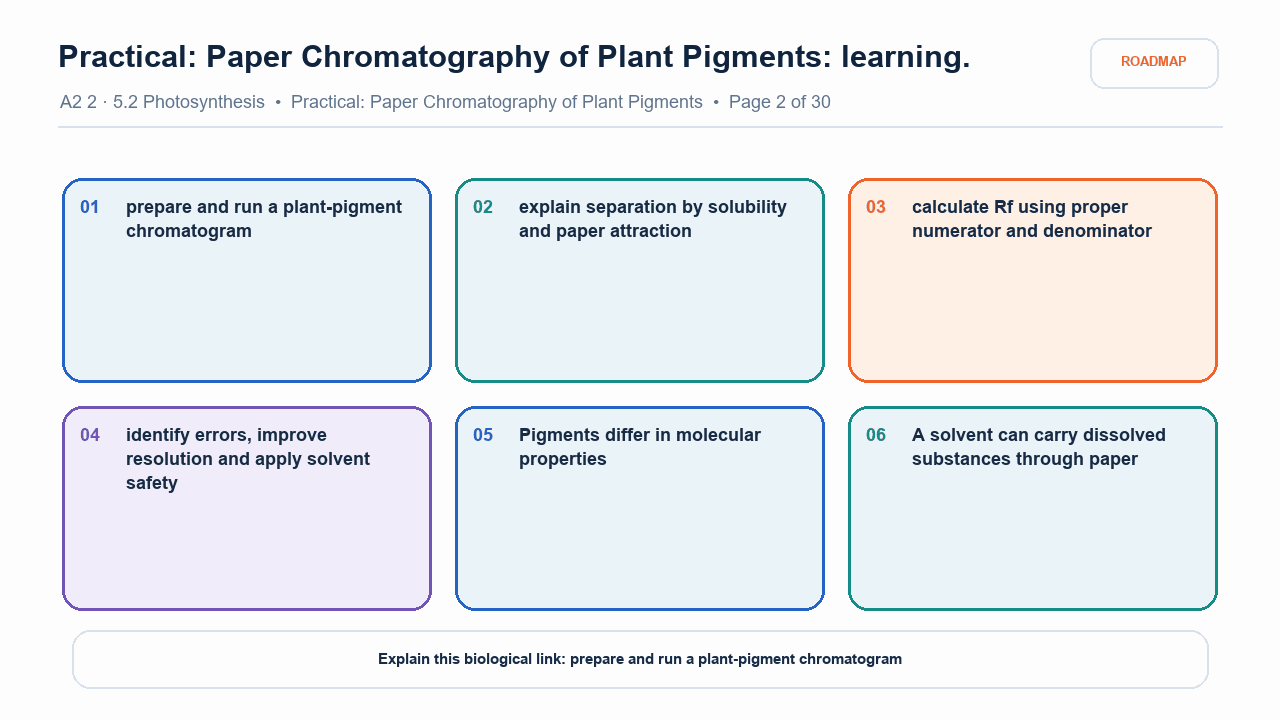 Practical: Paper Chromatography of Plant Pigments: learning.
ROADMAP
A2 2 · 5.2 Photosynthesis • Practical: Paper Chromatography of Plant Pigments • Page 2 of 30
01 prepare and run a plant-pigment
chromatogram
02 explain separation by solubility
and paper attraction
03 calculate Rf using proper
numerator and denominator
04 identify errors, improve
resolution and apply solvent
safety
05 Pigments differ in molecular
properties
06 A solvent can carry dissolved
substances through paper
Explain this biological link: prepare and run a plant-pigment chromatogram